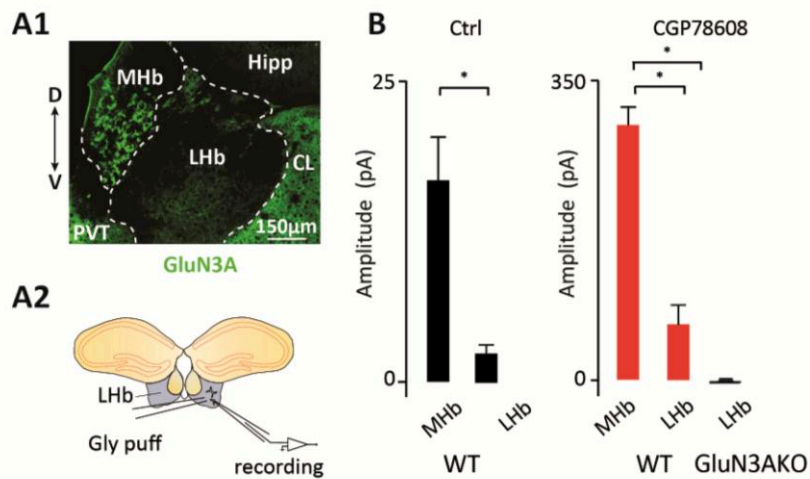 A1
MHb
Hipp
D
V
LHb
CL
PVT
150μm
GluN3A
A2
LHb
Gly puff
recording
B
Ctrl
CGP78608
25
350
*
*
*
Amplitude (pA)
Amplitude (pA)
0
0
MHb
LHb
MHb
LHb
LHb
WT
WT
GluN3AKO